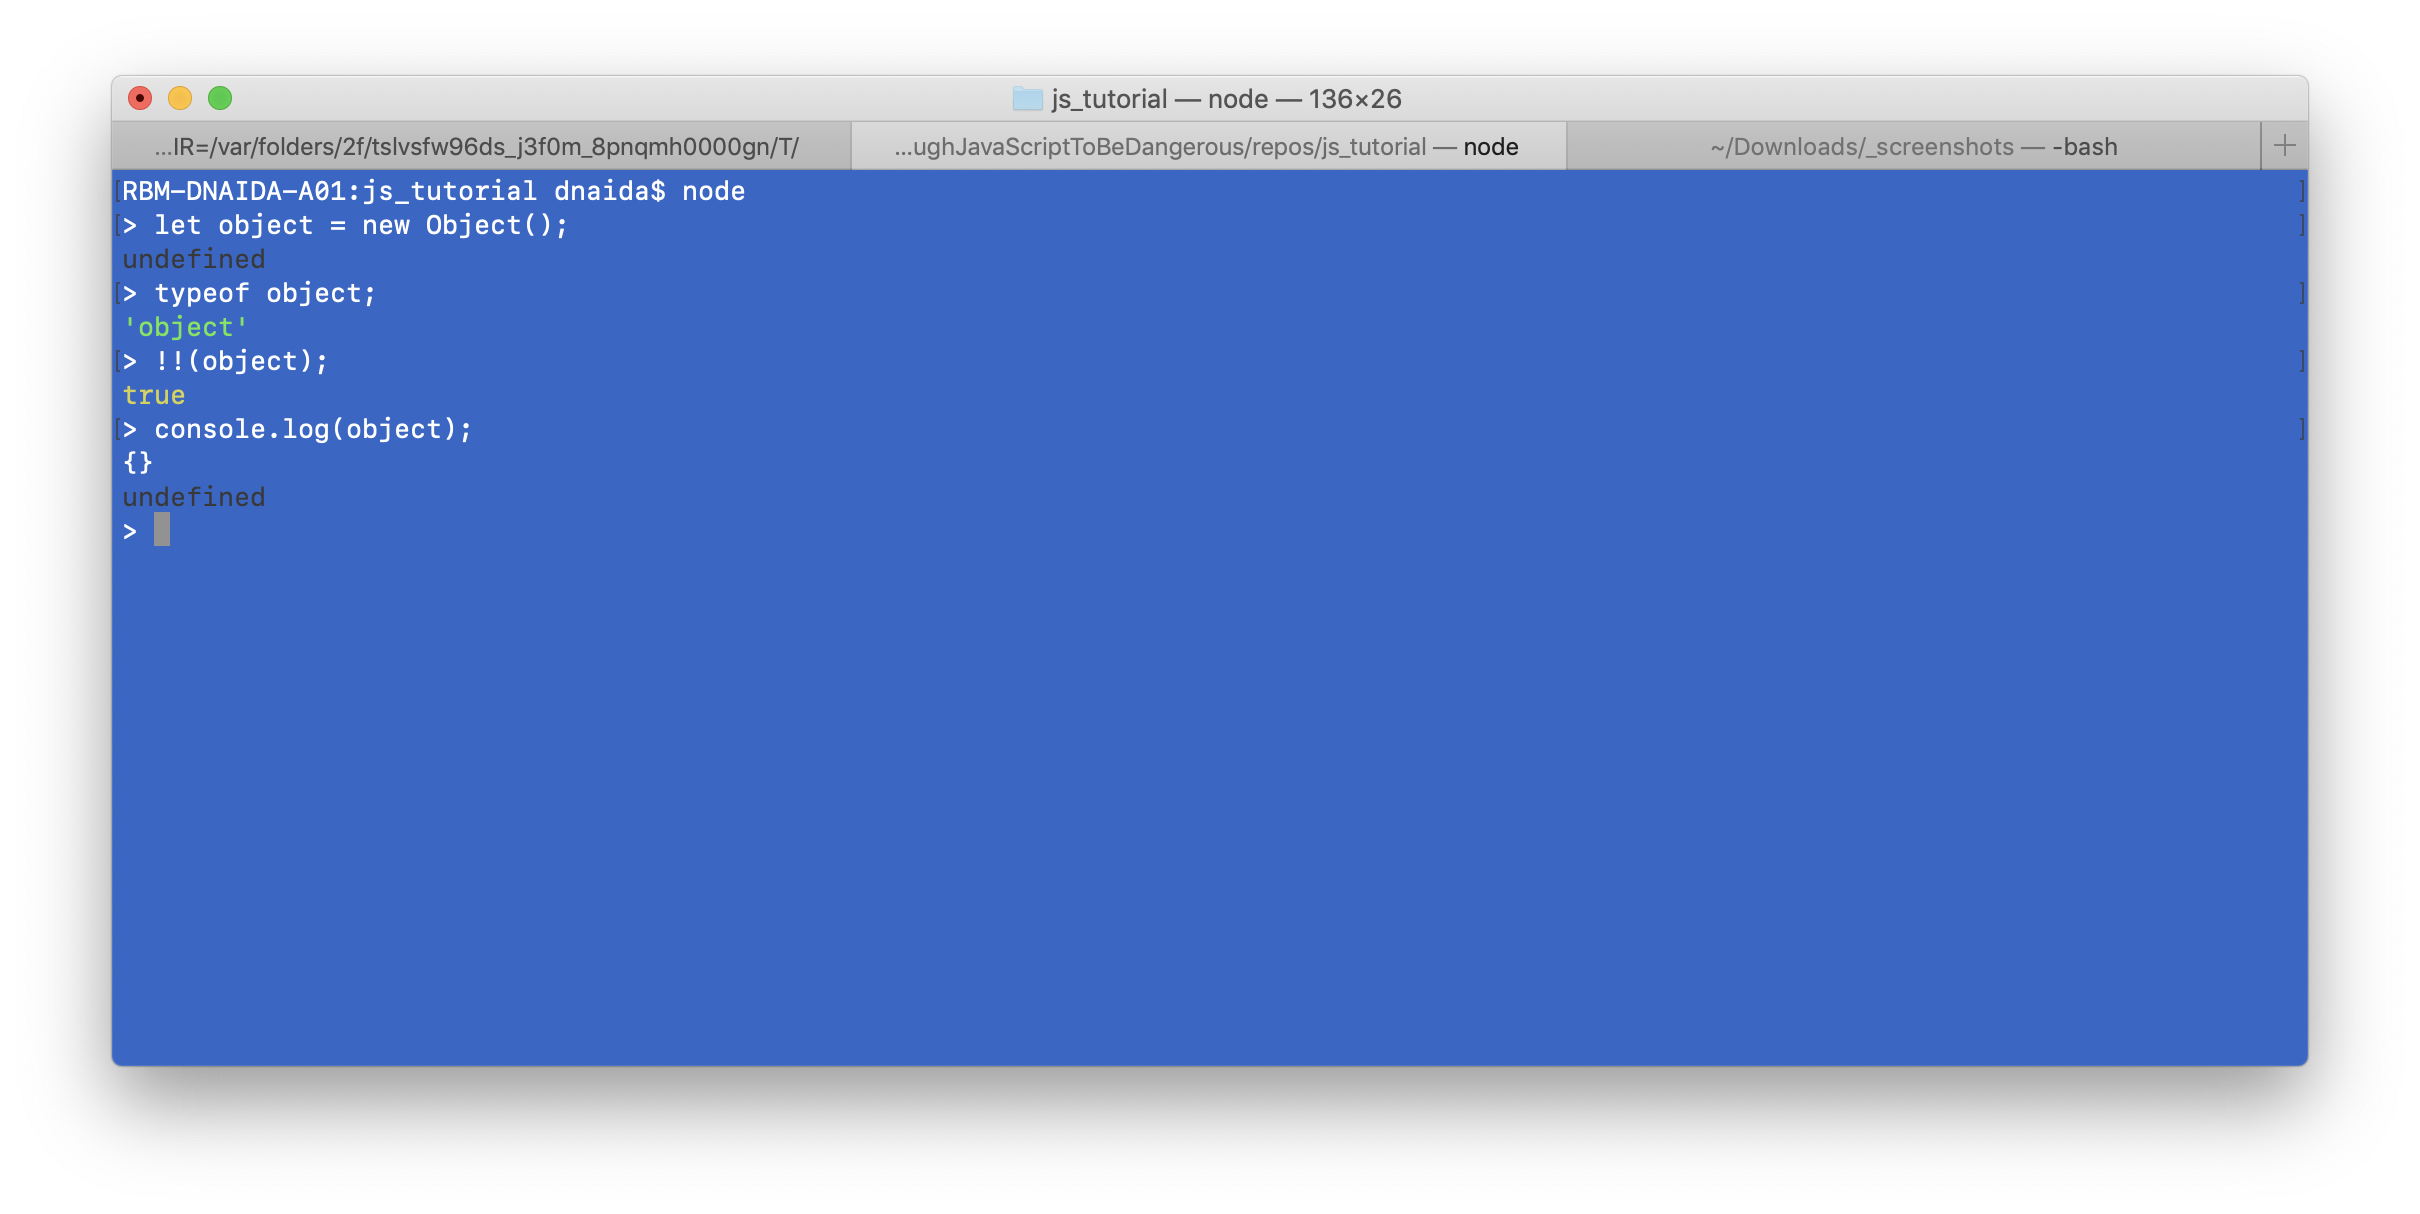 js_tutorial — node — 136×26
...IR=/var/folders/2f/tslvsfw96ds_j3f0m_8pnqmh0000gn/T/
...ughJavaScriptToBeDangerous/repos/js_tutorial — node
~/Downloads/_screenshots — -bash
[RBM-DNAIDA-A01:js_tutorial dnaida$ node ]
[> let object = new Object(); ]
undefined
[> typeof object; ]
'object'
[> !!(object); ]
true
[> console.log(object); ]
{}
undefined
>